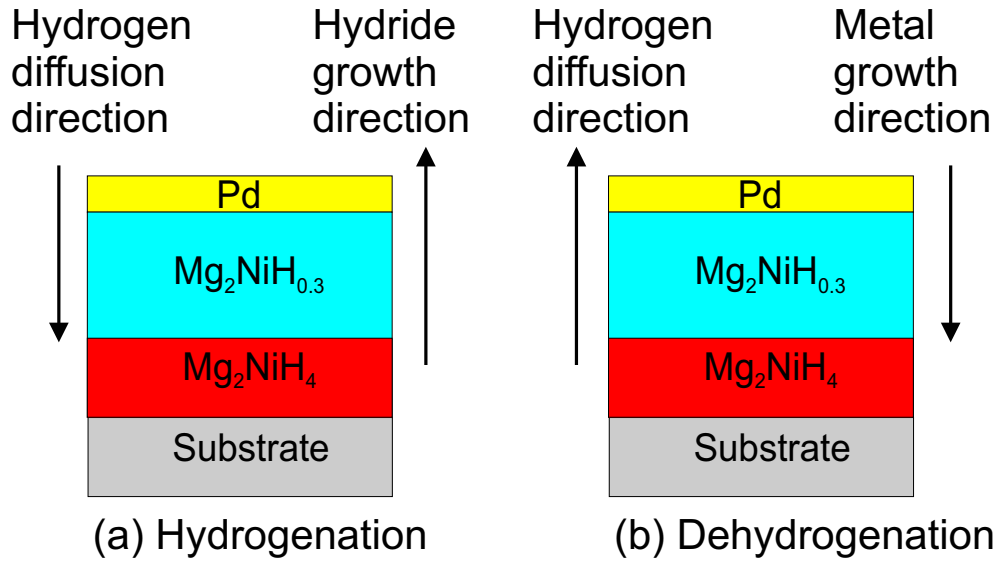 Hydrogen
diffusion
direction
Hydride
growth
direction
Pd
Mg₂NiH₀.₃
Mg₂NiH₄
Substrate
(a) Hydrogenation
Hydrogen
diffusion
direction
Metal
growth
direction
Pd
Mg₂NiH₀.₃
Mg₂NiH₄
Substrate
(b) Dehydrogenation